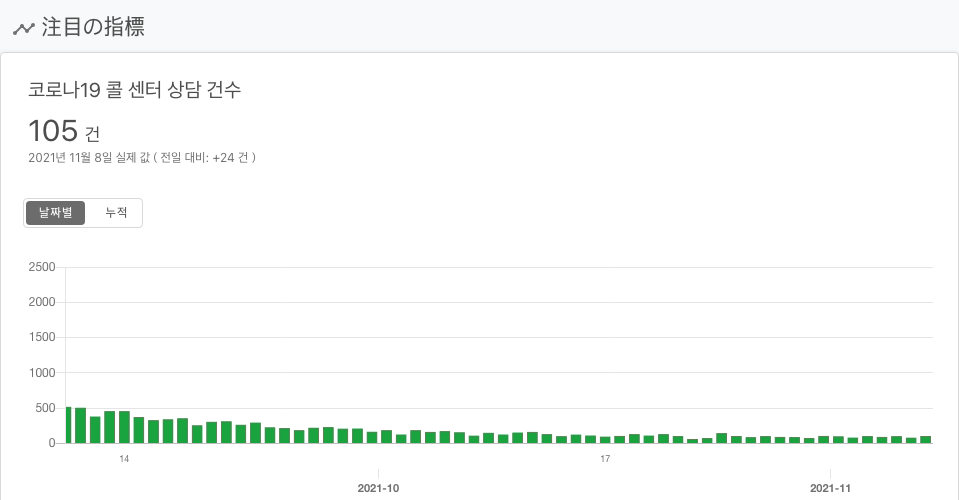 注目の指標
코로나19 콜 센터 상담 건수
105 건
2021년 11월 8일 실제 값 ( 전일 대비: +24 건 )
날짜별 누적
2500
2000
1500
1000
500
0
14 17
2021-10 2021-11